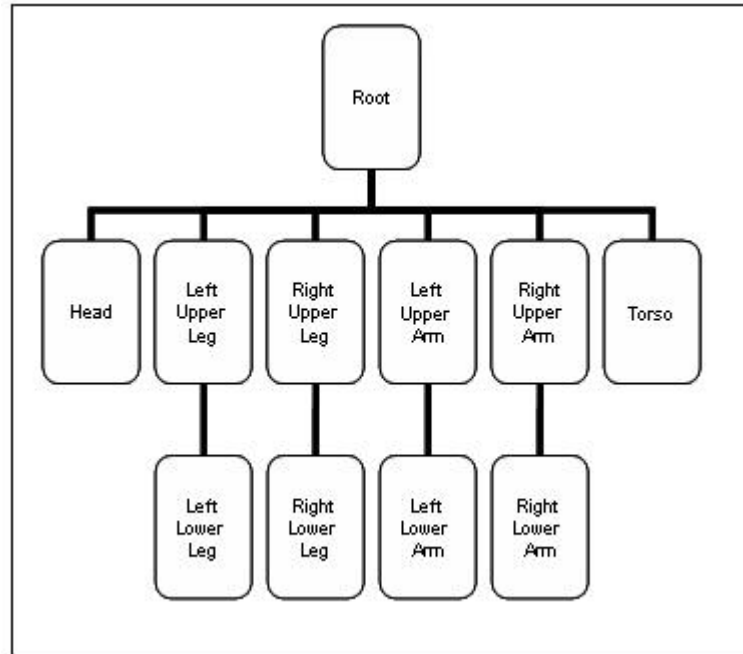 Root
Head
Left
Upper
Leg
Right
Upper
Leg
Left
Upper
Arm
Right
Upper
Arm
Torso
Left
Lower
Leg
Right
Lower
Leg
Left
Lower
Arm
Right
Lower
Arm